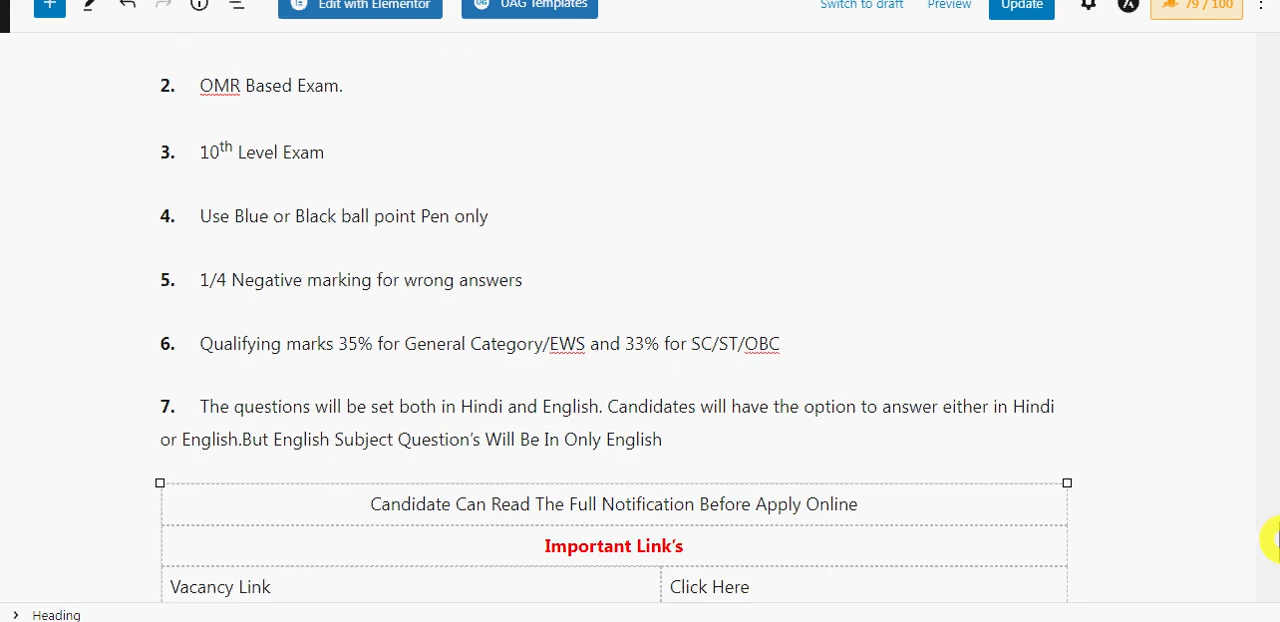 Edit with Elementor UAG Templates Switch to draft Preview Update 79 / 100
2. OMR Based Exam.
3. 10th Level Exam
4. Use Blue or Black ball point Pen only
5. 1/4 Negative marking for wrong answers
6. Qualifying marks 35% for General Category/EWS and 33% for SC/ST/OBC
7. The questions will be set both in Hindi and English. Candidates will have the option to answer either in Hindi
or English.But English Subject Question's Will Be In Only English
Candidate Can Read The Full Notification Before Apply Online
Important Link's
Vacancy Link Click Here
Heading